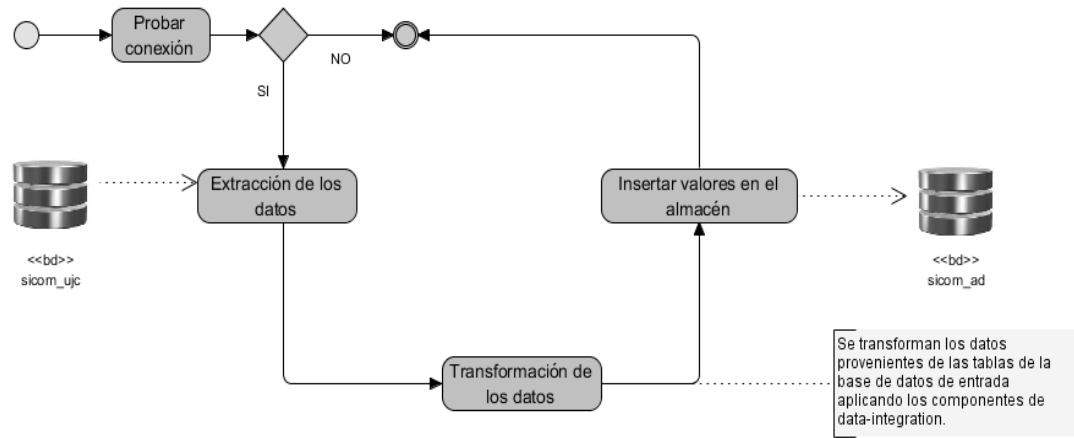 Probar
conexión
NO
SI
Extracción de los
datos
Insertar valores en el
almacén
<<bd>>
sicom_ujc
<<bd>>
sicom_ad
Transformación de
los datos
Se transforman los datos
provenientes de las tablas de la
base de datos de entrada
aplicando los componentes de
data-integration.